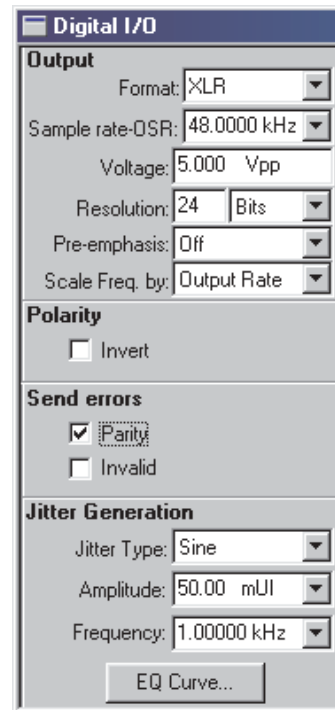 Digital I/O
Output
Format: XLR
Sample rate-OSR: 48.0000 kHz
Voltage: 5.000 Vpp
Resolution: 24 Bits
Pre-emphasis: Off
Scale Freq. by: Output Rate
Polarity
Invert
Send errors
Parity
Invalid
Jitter Generation
Jitter Type: Sine
Amplitude: 50.00 mUI
Frequency: 1.00000 kHz
EQ Curve...